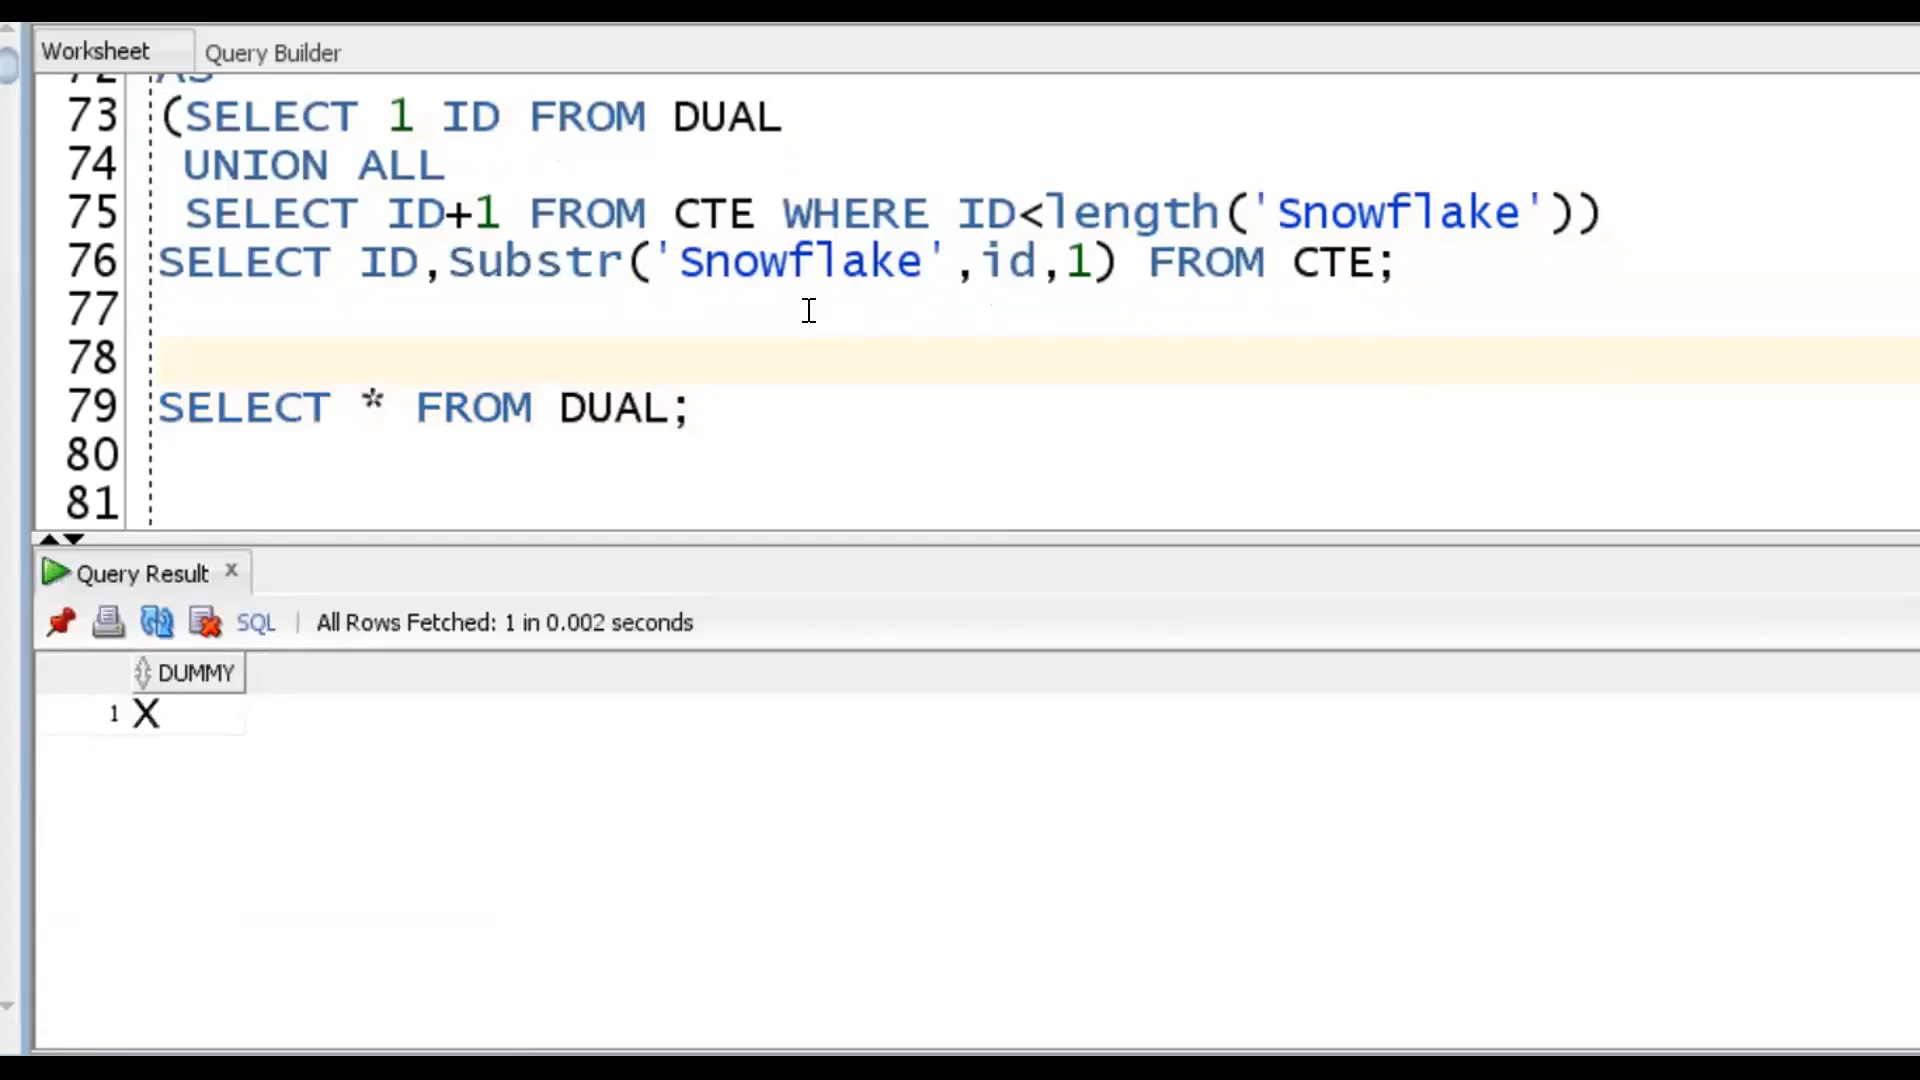 Worksheet Query Builder
72 AS
73 (SELECT 1 ID FROM DUAL
74 UNION ALL
75 SELECT ID+1 FROM CTE WHERE ID<length('Snowflake'))
76 SELECT ID,Substr('Snowflake',id,1) FROM CTE;
77
78
79 SELECT * FROM DUAL;
80
81
Query Result x
SQL | All Rows Fetched: 1 in 0.002 seconds
DUMMY
1 X